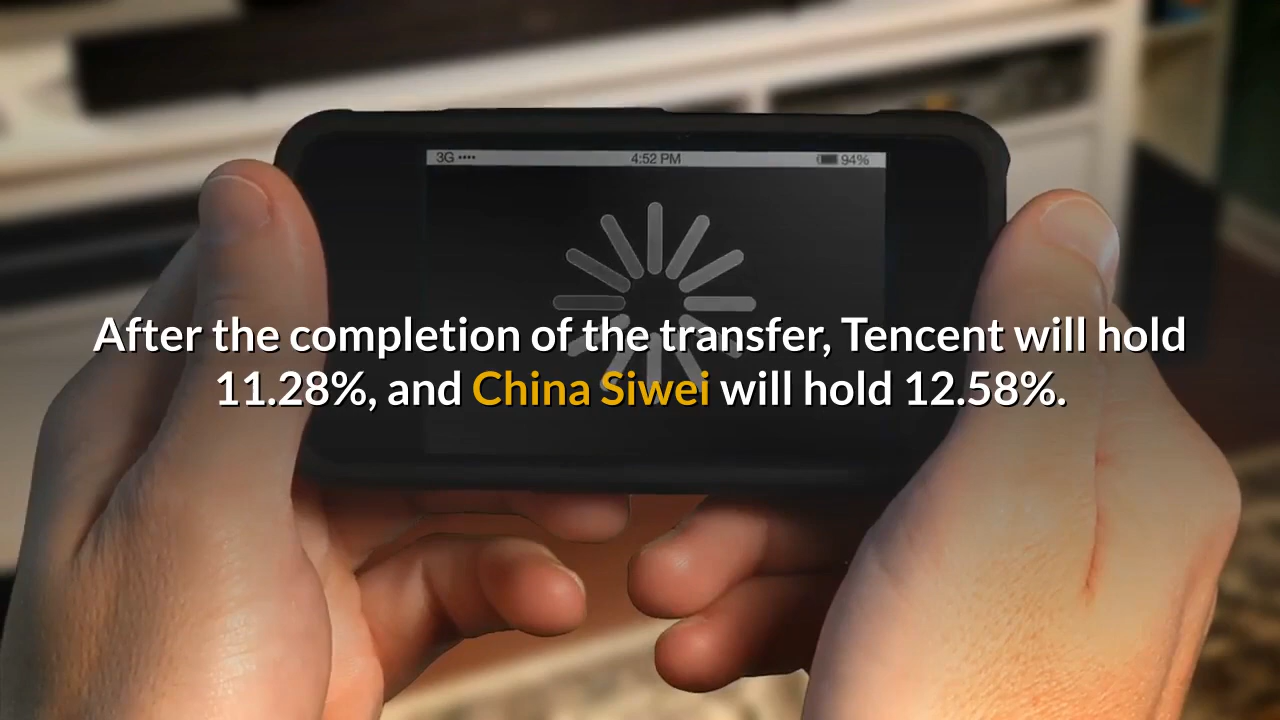 3G •••• 4:52 PM 94%
After the completion of the transfer, Tencent will hold
11.28%, and China Siwei will hold 12.58%.